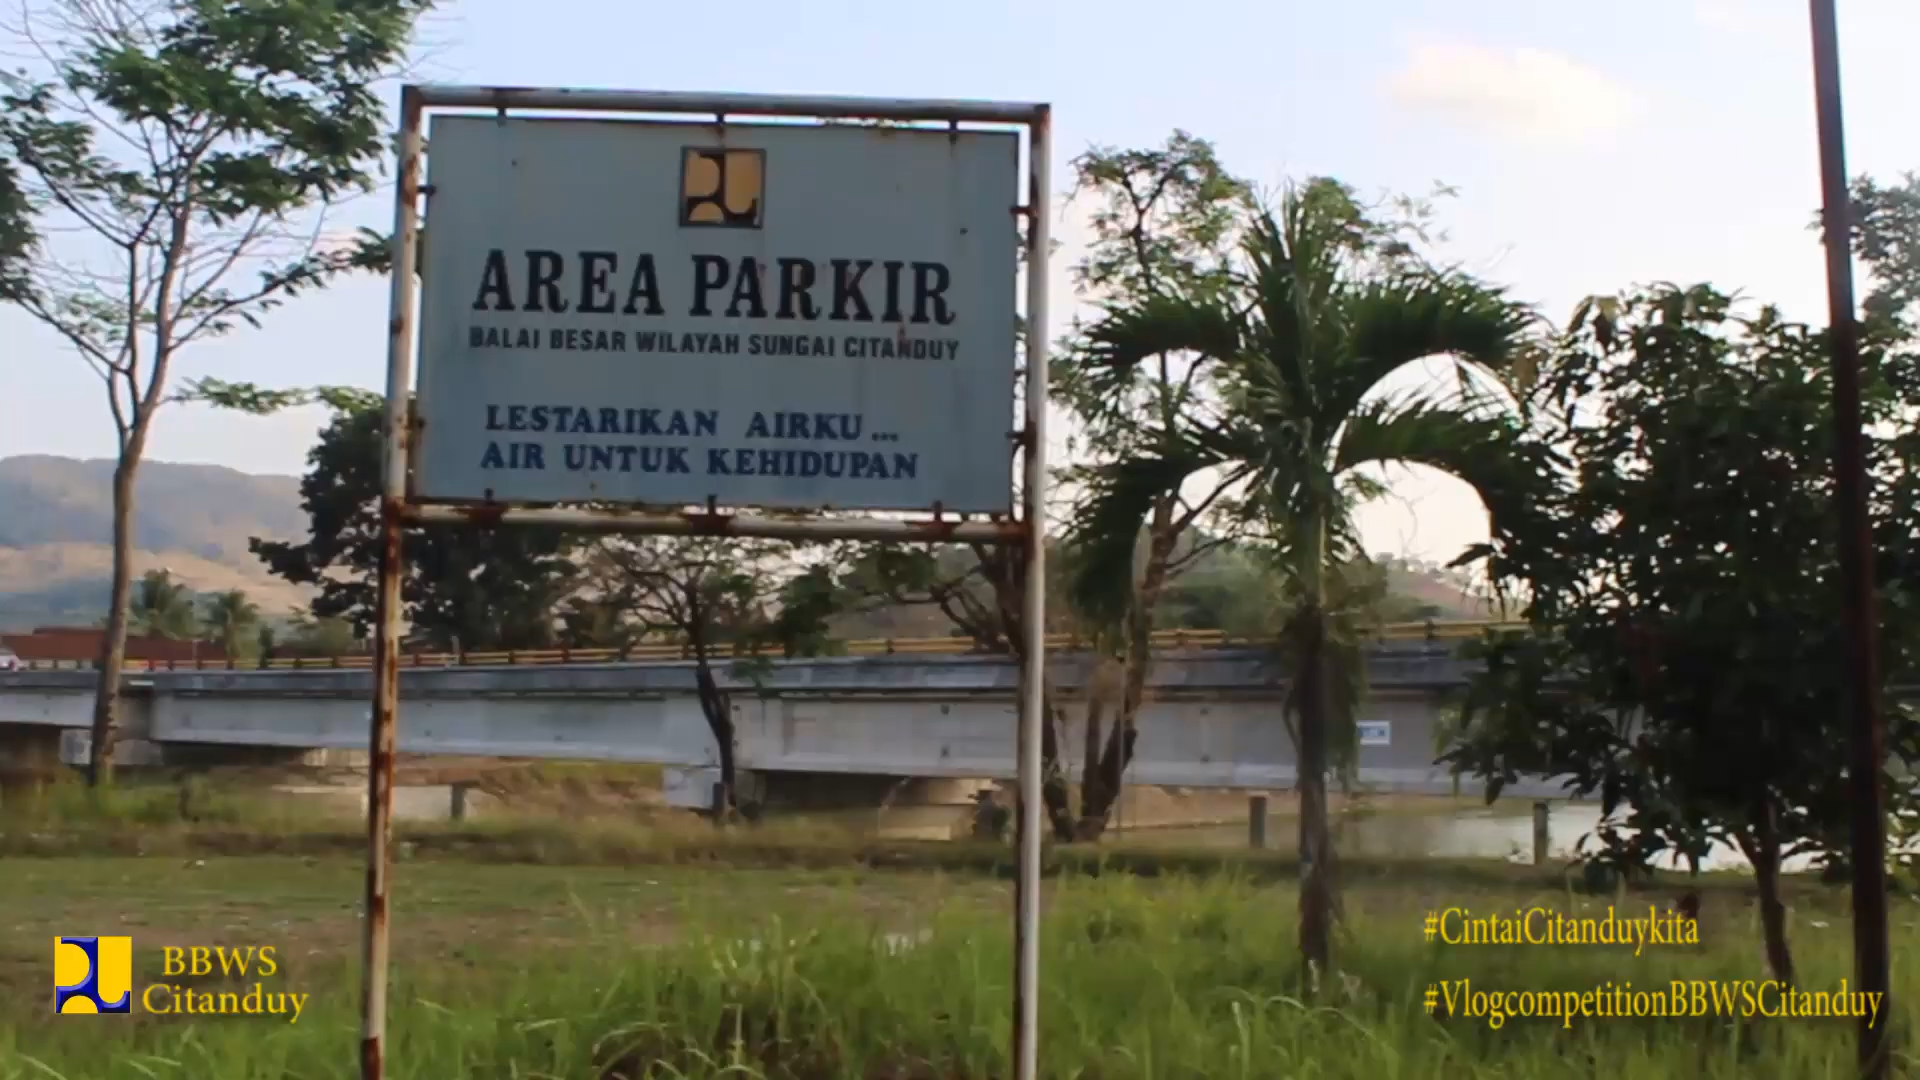 AREA PARKIR
BALAI BESAR WILAYAH SUNGAI CITANDUY
LESTARIKAN AIRKU...
AIR UNTUK KEHIDUPAN
BBWS
Citanduy
#CintaiCitanduykita
#VlogcompetitionBBWSCitanduy